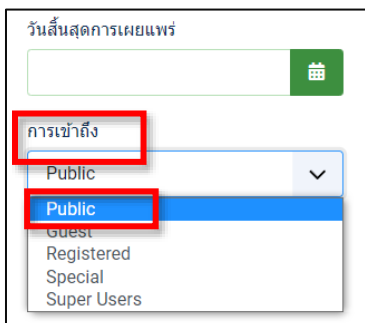 วันสิ้นสุดการเผยแพร่
การเข้าถึง
Public
Public
Guest
Registered
Special
Super Users